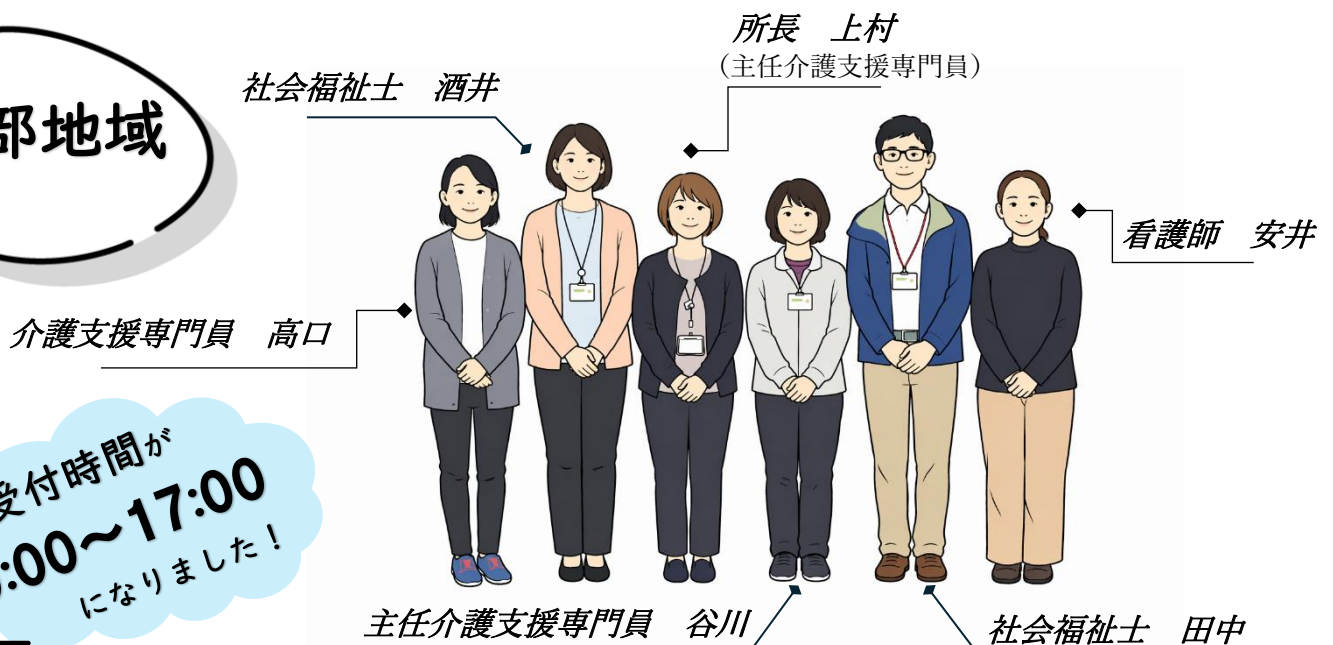 所長　上村
（主任介護支援専門員）
社会福祉士　酒井
部地域
看護師　安井
介護支援専門員　高口
受付時間が
:00～17:00
になりました！
主任介護支援専門員　谷川
社会福祉士　田中